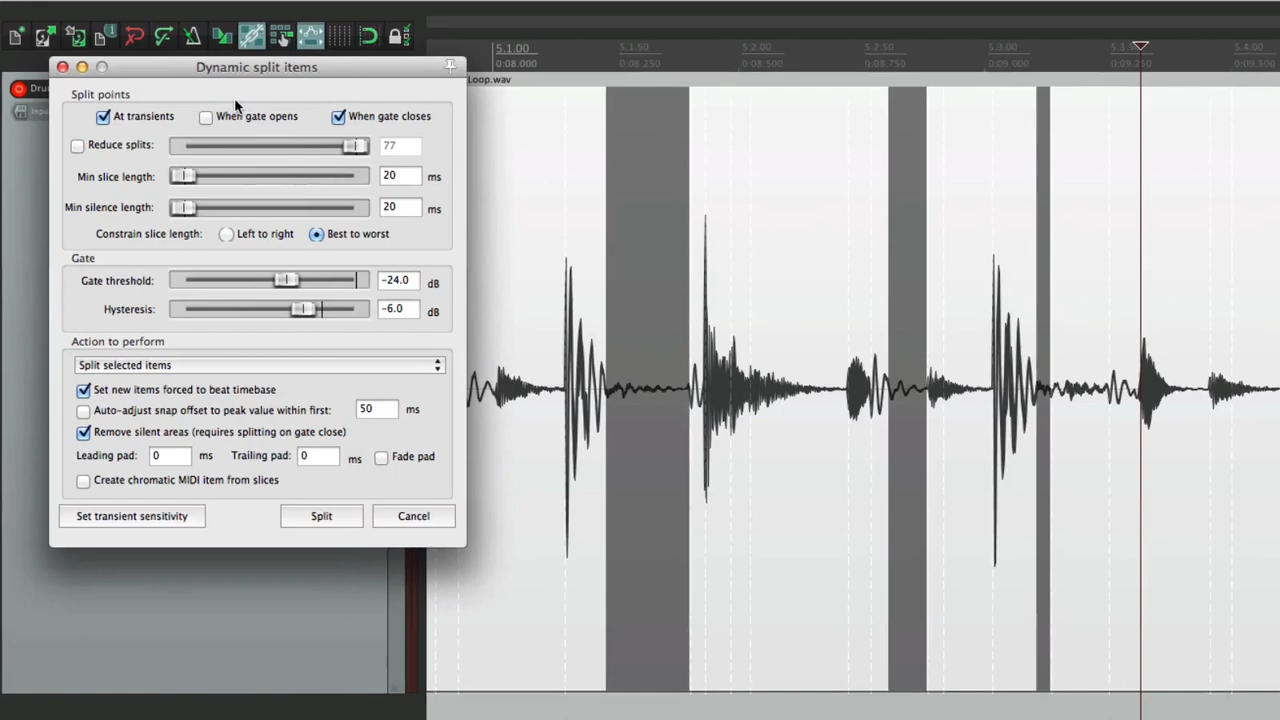 5.1.00 5.1.50 5.2.00 5.2.50 5.3.00 5.4.00
0:08.000 0:08.250 0:08.500 0:08.750 0:09.000 0:09.250 0:09.500
Dynamic split items
Loop.wav
Dru
Split points
At transients When gate opens When gate closes
Reduce splits: 77
Min slice length: 20 ms
Min silence length: 20 ms
Constrain slice length: Left to right Best to worst
Gate
Gate threshold: -24.0 dB
Hysteresis: -6.0 dB
Action to perform
Split selected items
Set new items forced to beat timebase
Auto-adjust snap offset to peak value within first: 50 ms
Remove silent areas (requires splitting on gate close)
Leading pad: 0 ms Trailing pad: 0 ms Fade pad
Create chromatic MIDI item from slices
Set transient sensitivity Split Cancel